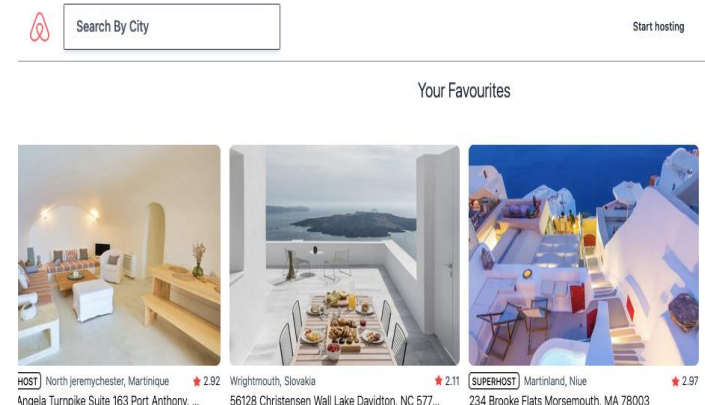 Search By City
Start hosting
Your Favourites
HOST North jeremychester, Martinique 2.92
Angela Turnpike Suite 163 Port Anthony, ...
Wrightmouth, Slovakia 2.11
56128 Christensen Wall Lake Davidton, NC 577...
SUPERHOST Martinland, Niue 2.97
234 Brooke Flats Morsemouth, MA 78003